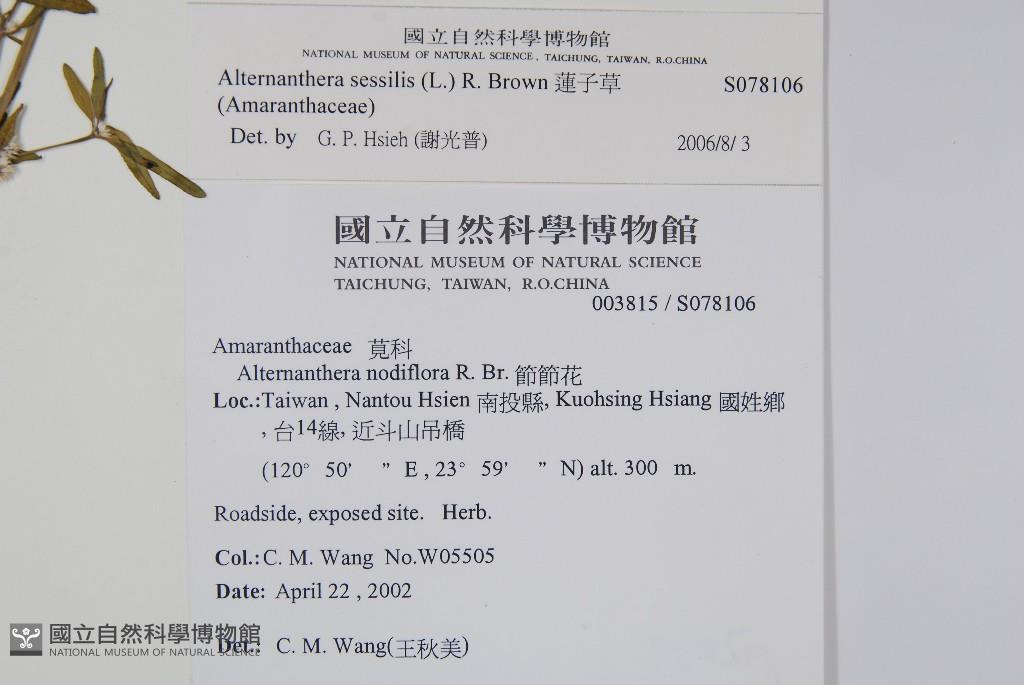 國立自然科學博物館
NATIONAL MUSEUM OF NATURAL SCIENCE, TAICHUNG, TAIWAN, R.O.CHINA
Alternanthera sessilis (L.) R. Brown 蓮子草 S078106
(Amaranthaceae)
Det. by G. P. Hsieh (謝光普) 2006/8/ 3
國立自然科學博物館
NATIONAL MUSEUM OF NATURAL SCIENCE
TAICHUNG, TAIWAN, R.O.CHINA
003815 / S078106
Amaranthaceae 莧科
Alternanthera nodiflora R. Br. 節節花
Loc.:Taiwan , Nantou Hsien 南投縣, Kuohsing Hsiang 國姓鄉
, 台14線, 近斗山吊橋
(120° 50' " E , 23° 59' " N) alt. 300 m.
Roadside, exposed site. Herb.
Col.: C. M. Wang No.W05505
Date: April 22 , 2002
Det.: C. M. Wang(王秋美)
國立自然科學博物館
NATIONAL MUSEUM OF NATURAL SCIENCE